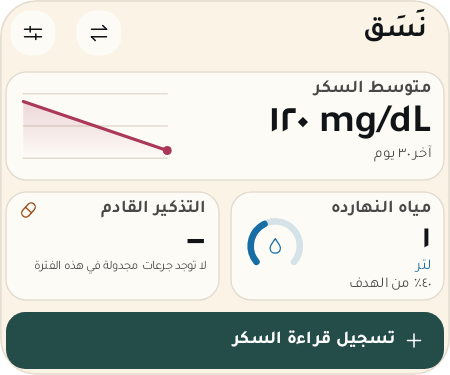 نَسَق
متوسط السكر
١٢٠ mg/dL
آخر ٣٠ يوم
مياه النهارده
١
لتر
٤٠٪ من الهدف
التذكير القادم
–
لا توجد جرعات مجدولة في هذه الفترة
+ تسجيل قراءة السكر